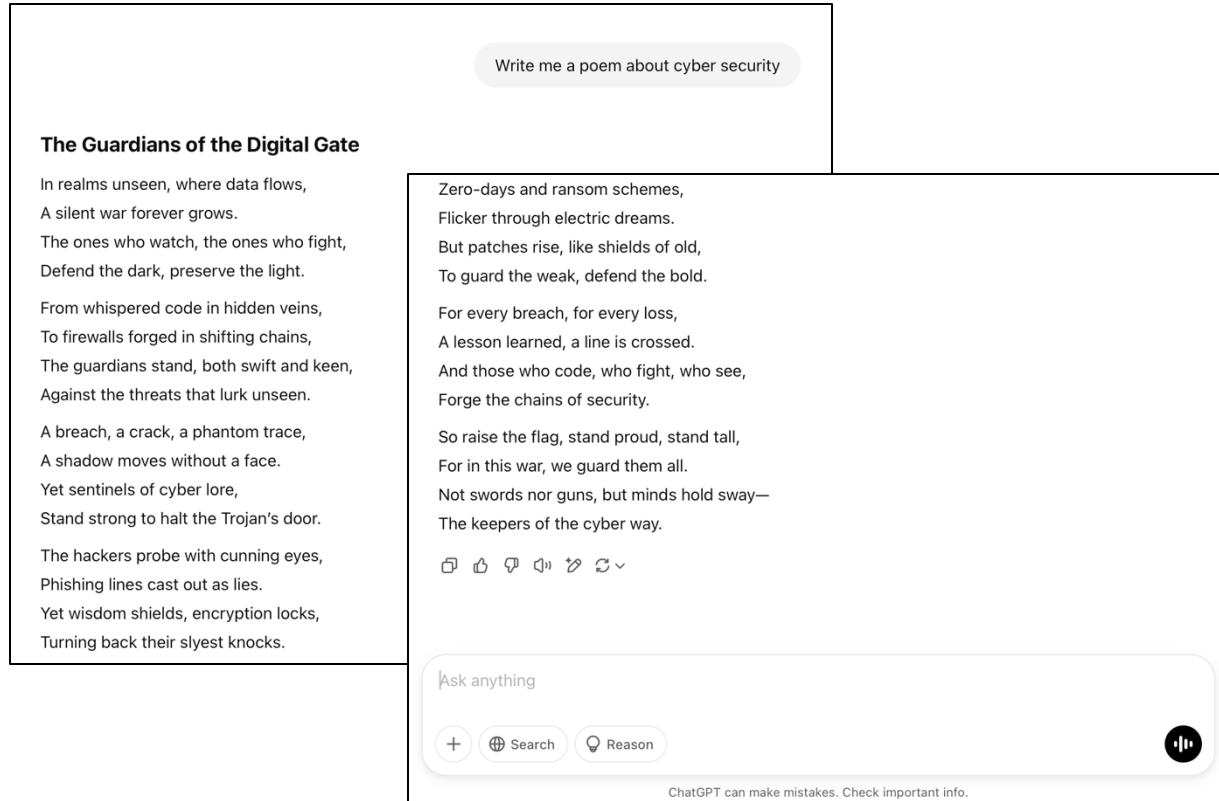 Write me a poem about cyber security
The Guardians of the Digital Gate
In realms unseen, where data flows,
A silent war forever grows.
The ones who watch, the ones who fight,
Defend the dark, preserve the light.
From whispered code in hidden veins,
To firewalls forged in shifting chains,
The guardians stand, both swift and keen,
Against the threats that lurk unseen.
A breach, a crack, a phantom trace,
A shadow moves without a face.
Yet sentinels of cyber lore,
Stand strong to halt the Trojan’s door.
The hackers probe with cunning eyes,
Phishing lines cast out as lies.
Yet wisdom shields, encryption locks,
Turning back their slyest knocks.
Zero-days and ransom schemes,
Flicker through electric dreams.
But patches rise, like shields of old,
To guard the weak, defend the bold.
For every breach, for every loss,
A lesson learned, a line is crossed.
And those who code, who fight, who see,
Forge the chains of security.
So raise the flag, stand proud, stand tall,
For in this war, we guard them all.
Not swords nor guns, but minds hold sway—
The keepers of the cyber way.
Ask anything
Search
Reason
ChatGPT can make mistakes. Check important info.